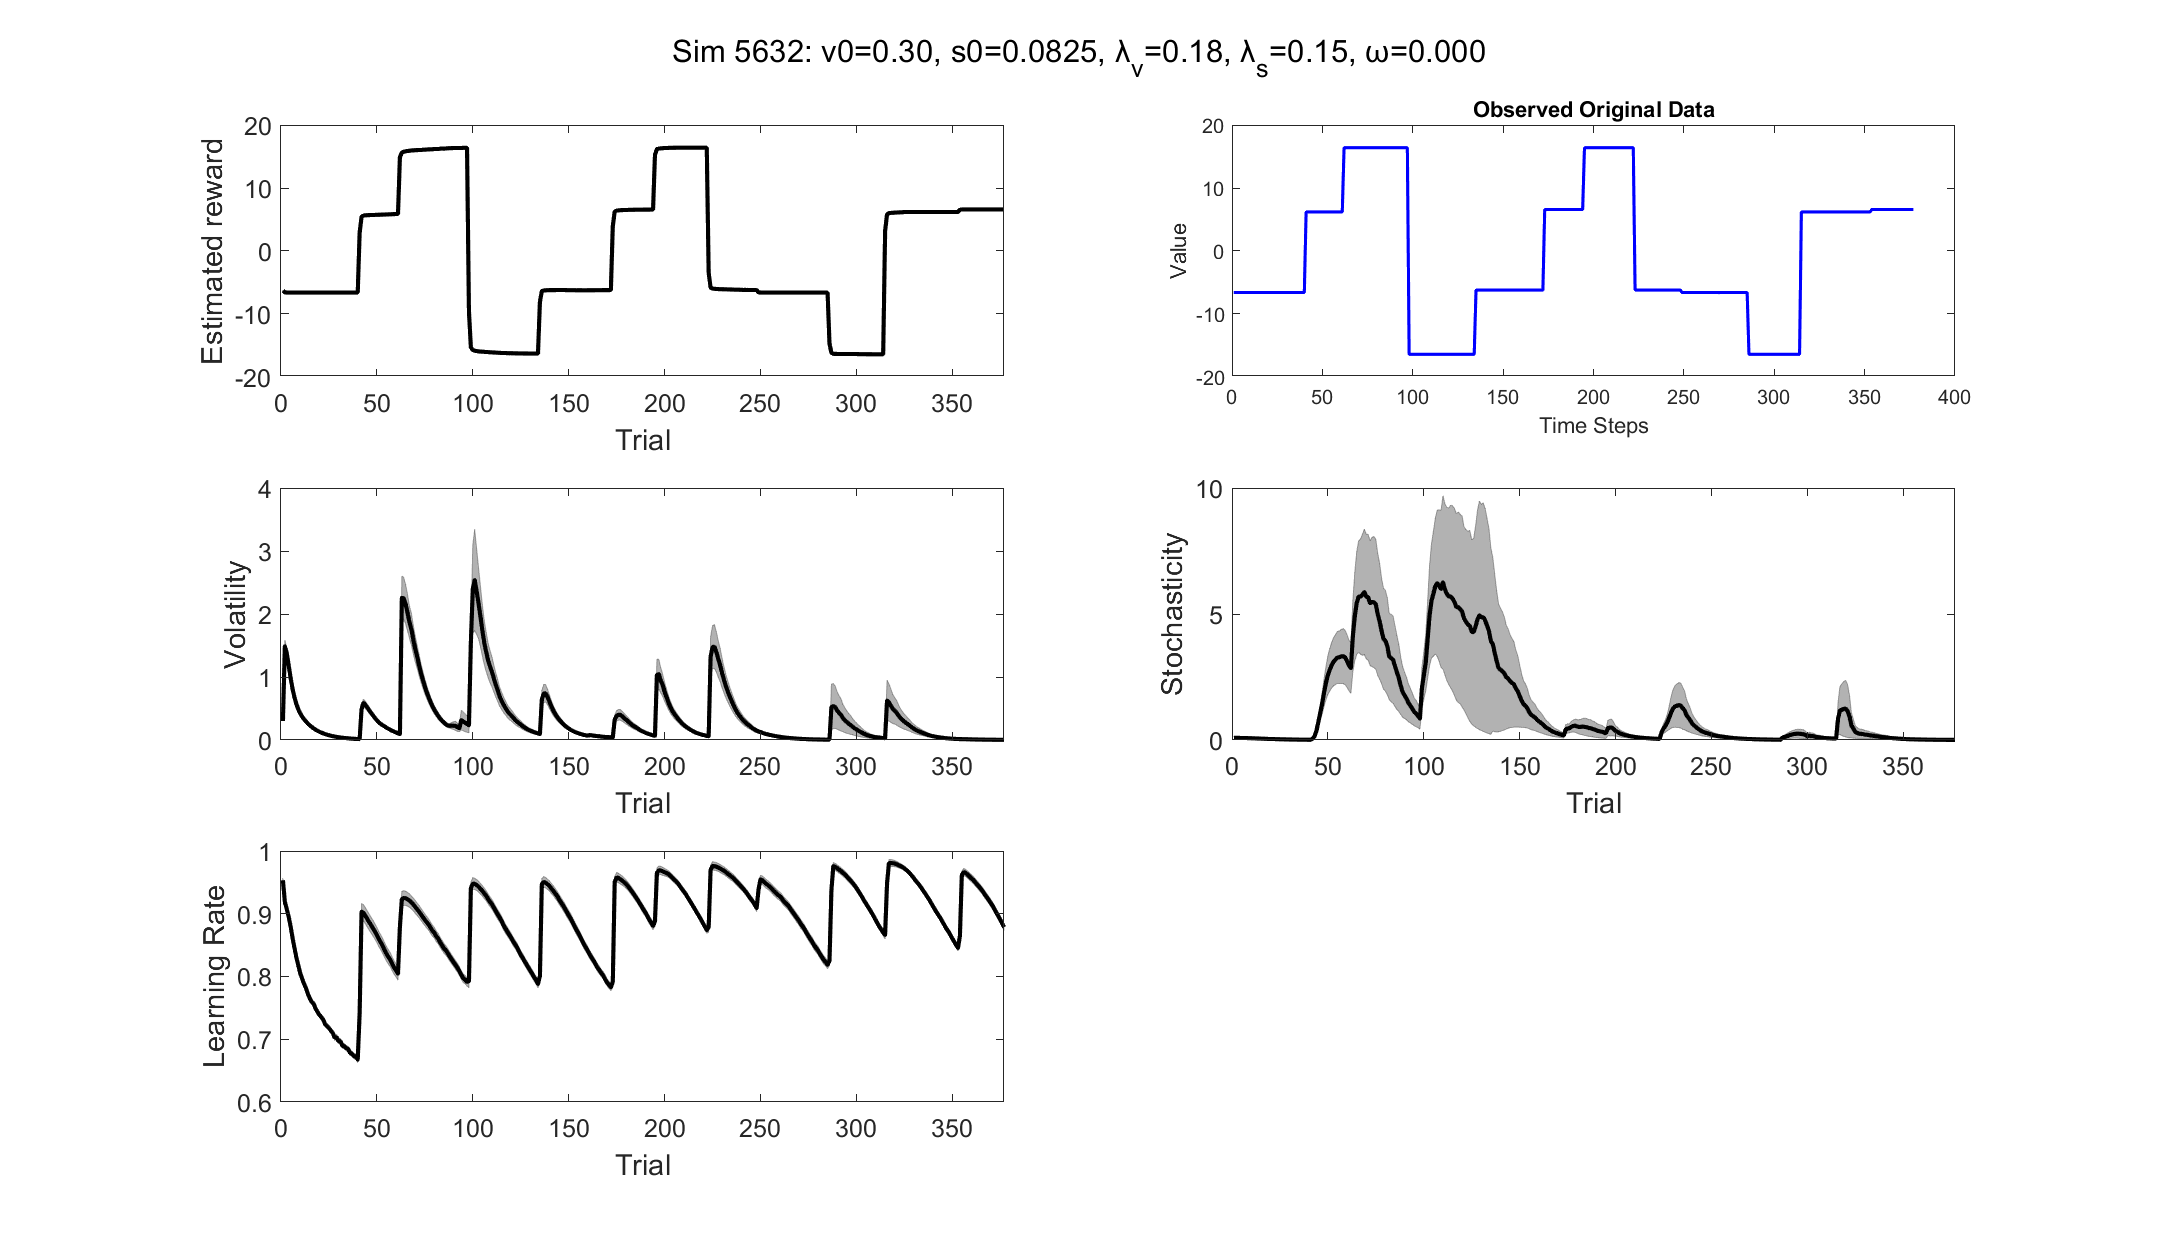 Sim 5632: v0=0.30, s0=0.0825, λ_v=0.18, λ_s=0.15, ω=0.000
Estimated reward
20
10
0
-10
-20
0 50 100 150 200 250 300 350
Trial
Observed Original Data
Value
20
10
0
-10
-20
0 50 100 150 200 250 300 350 400
Time Steps
Volatility
4
3
2
1
0
0 50 100 150 200 250 300 350
Trial
Stochasticity
10
5
0
0 50 100 150 200 250 300 350
Trial
Learning Rate
1
0.9
0.8
0.7
0.6
0 50 100 150 200 250 300 350
Trial